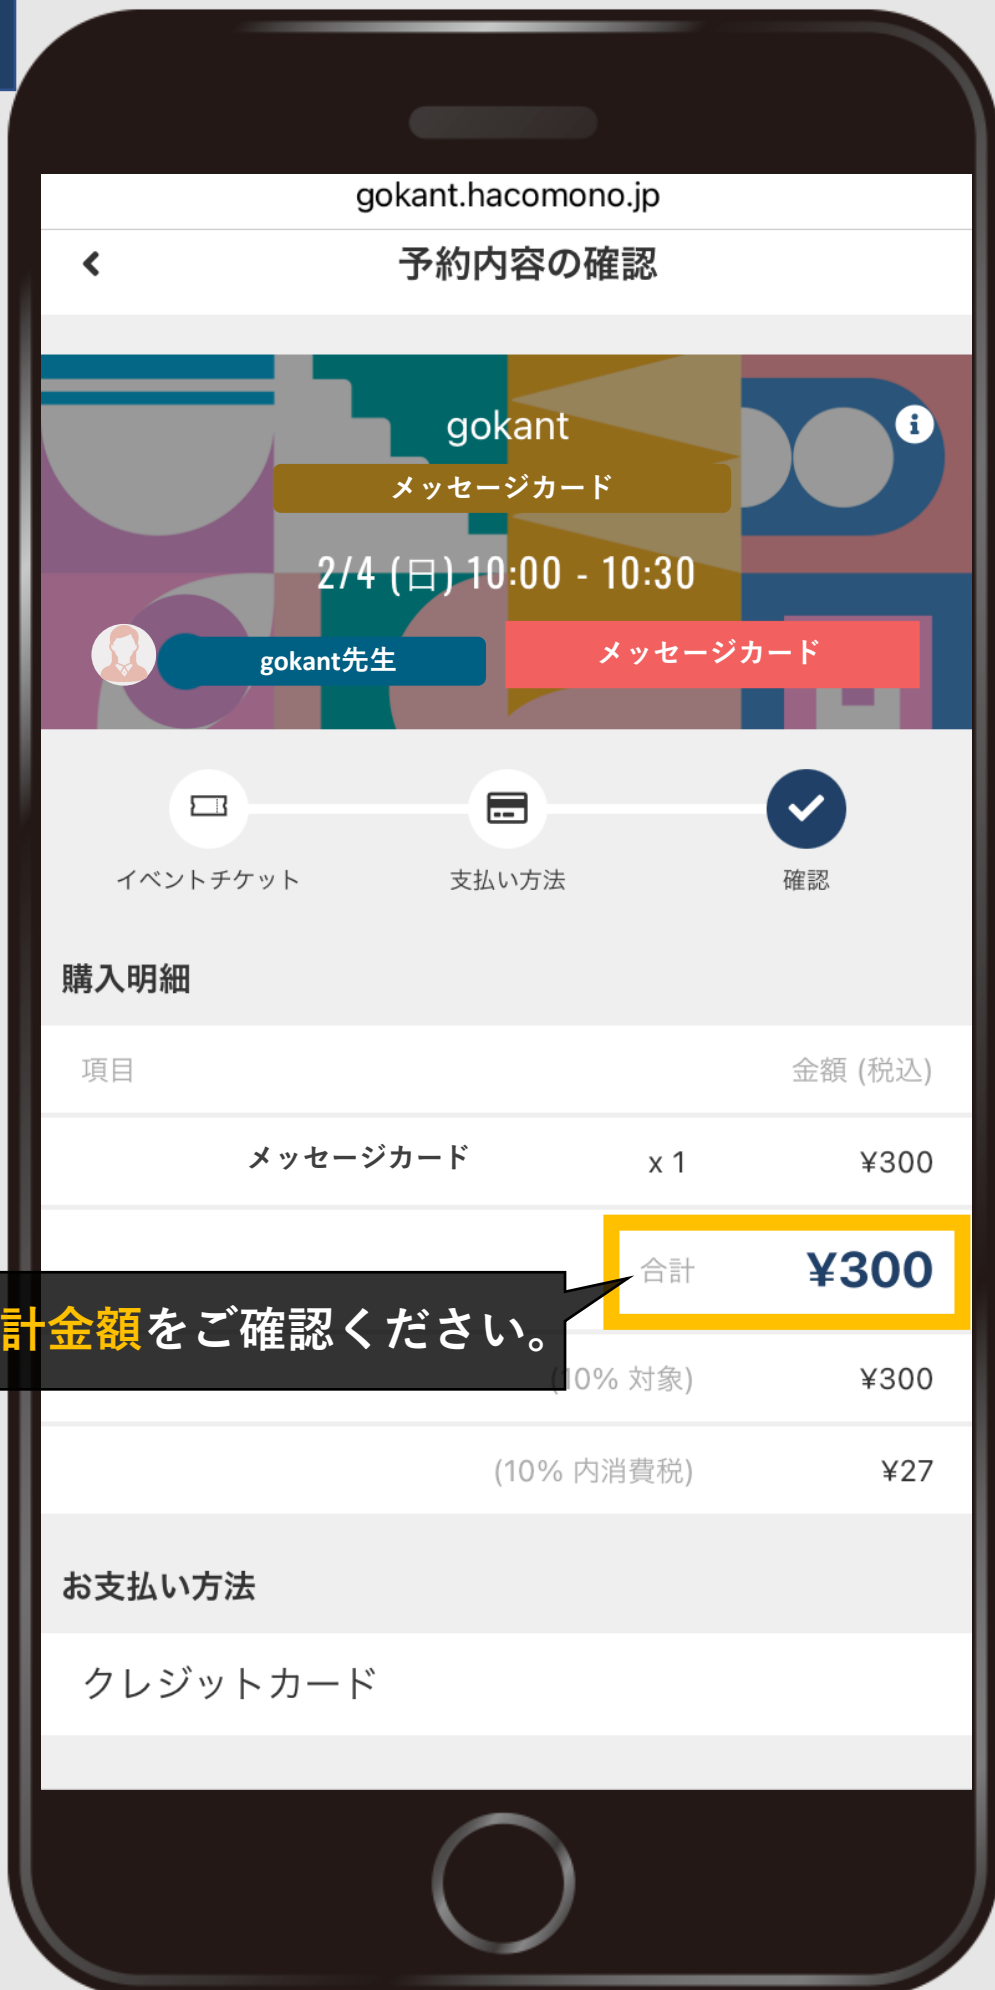 gokant.hacomono.jp
予約内容の確認
gokant
メッセージカード
2/4 (日) 10:00 - 10:30
gokant先生
メッセージカード
イベントチケット
支払い方法
確認
購入明細
項目 金額 (税込)
メッセージカード x 1 ¥300
合計 ¥300
計金額をご確認ください。
(10% 対象) ¥300
(10% 内消費税) ¥27
お支払い方法
クレジットカード